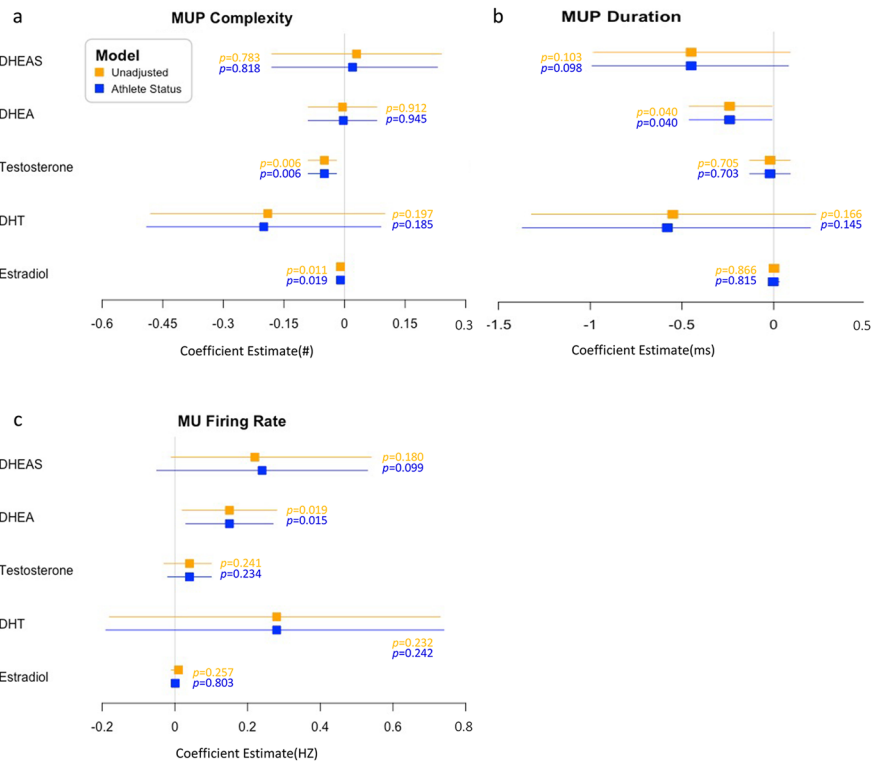 a
MUP Complexity
Model
Unadjusted
Athlete Status
DHEAS
p=0.783
p=0.818
DHEA
p=0.912
p=0.945
Testosterone
p=0.006
p=0.006
DHT
p=0.197
p=0.185
Estradiol
p=0.011
p=0.019
-0.6 -0.45 -0.3 -0.15 0 0.15 0.3
Coefficient Estimate(#)
b
MUP Duration
p=0.103
p=0.098
p=0.040
p=0.040
p=0.705
p=0.703
p=0.166
p=0.145
p=0.866
p=0.815
-1.5 -1 -0.5 0 0.5
Coefficient Estimate(ms)
c
MU Firing Rate
DHEAS
p=0.180
p=0.099
DHEA
p=0.019
p=0.015
Testosterone
p=0.241
p=0.234
DHT
p=0.232
p=0.242
Estradiol
p=0.257
p=0.803
-0.2 0 0.2 0.4 0.6 0.8
Coefficient Estimate(HZ)